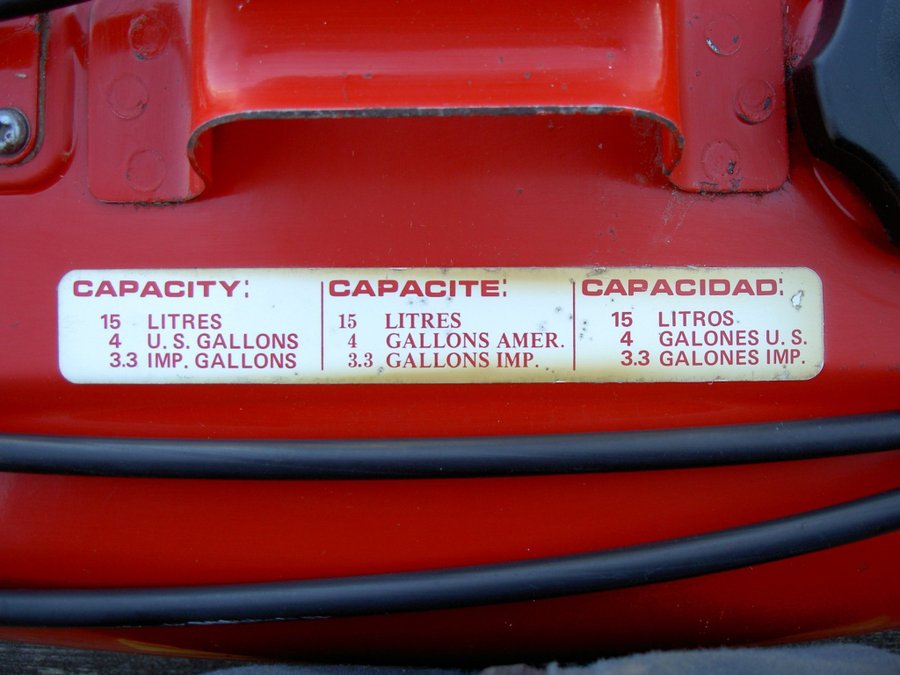 CAPACITY:
15 LITRES
4 U.S. GALLONS
3.3 IMP. GALLONS
CAPACITE:
15 LITRES
4 GALLONS AMER.
3.3 GALLONS IMP.
CAPACIDAD:
15 LITROS
4 GALONES U.S.
3.3 GALONES IMP.